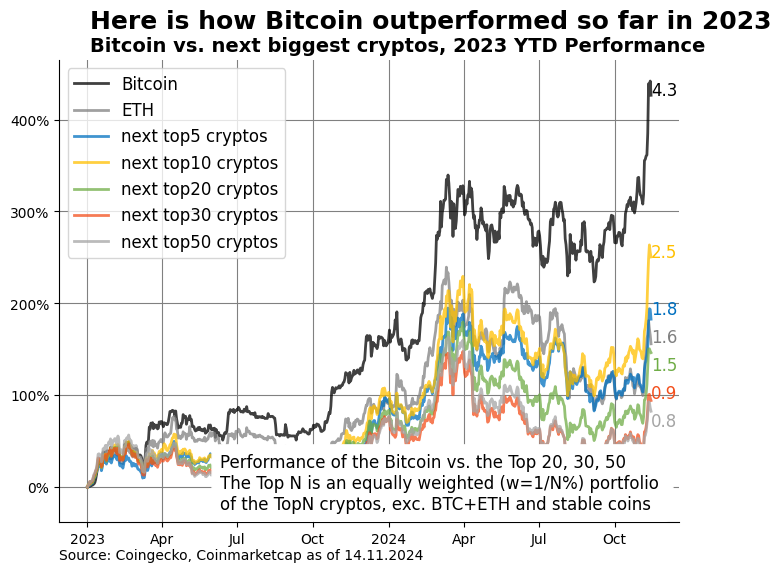 Here is how Bitcoin outperformed so far in 2023
Bitcoin vs. next biggest cryptos, 2023 YTD Performance
Bitcoin
ETH
next top5 cryptos
next top10 cryptos
next top20 cryptos
next top30 cryptos
next top50 cryptos
400%
300%
200%
100%
0%
4.3
2.5
1.8
1.6
1.5
0.9
0.8
Performance of the Bitcoin vs. the Top 20, 30, 50
The Top N is an equally weighted (w=1/N%) portfolio
of the TopN cryptos, exc. BTC+ETH and stable coins
2023 Apr Jul Oct 2024 Apr Jul Oct
Source: Coingecko, Coinmarketcap as of 14.11.2024